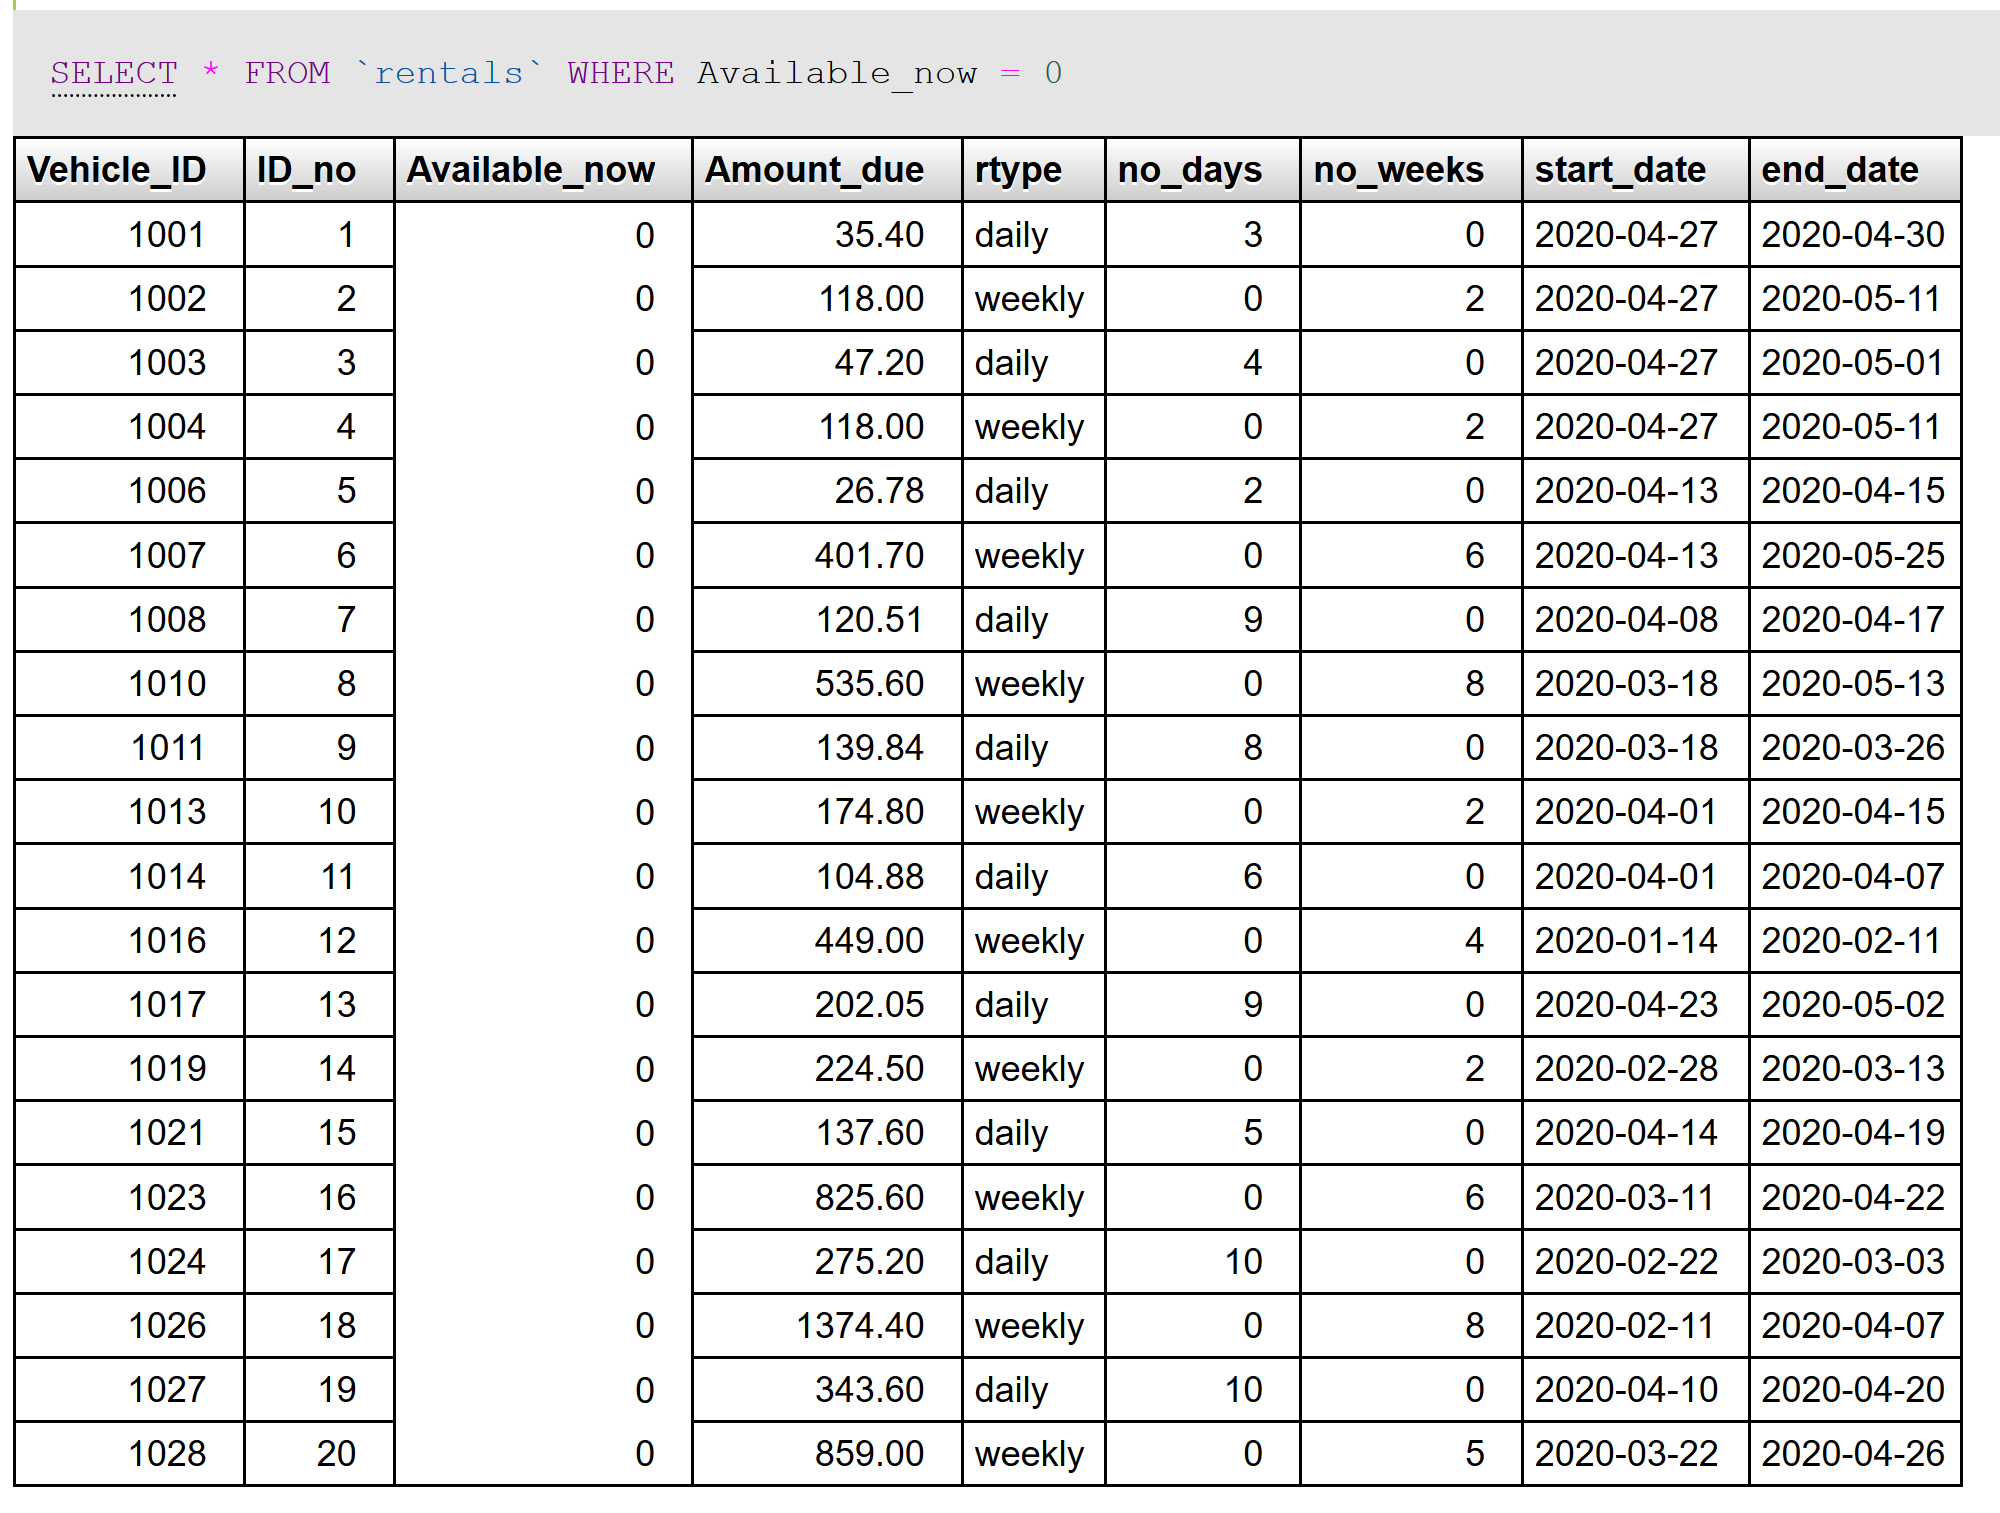 SELECT * FROM `rentals` WHERE Available_now = 0
Vehicle_ID ID_no Available_now Amount_due rtype no_days no_weeks start_date end_date
1001 1 0 35.40 daily 3 0 2020-04-27 2020-04-30
1002 2 0 118.00 weekly 0 2 2020-04-27 2020-05-11
1003 3 0 47.20 daily 4 0 2020-04-27 2020-05-01
1004 4 0 118.00 weekly 0 2 2020-04-27 2020-05-11
1006 5 0 26.78 daily 2 0 2020-04-13 2020-04-15
1007 6 0 401.70 weekly 0 6 2020-04-13 2020-05-25
1008 7 0 120.51 daily 9 0 2020-04-08 2020-04-17
1010 8 0 535.60 weekly 0 8 2020-03-18 2020-05-13
1011 9 0 139.84 daily 8 0 2020-03-18 2020-03-26
1013 10 0 174.80 weekly 0 2 2020-04-01 2020-04-15
1014 11 0 104.88 daily 6 0 2020-04-01 2020-04-07
1016 12 0 449.00 weekly 0 4 2020-01-14 2020-02-11
1017 13 0 202.05 daily 9 0 2020-04-23 2020-05-02
1019 14 0 224.50 weekly 0 2 2020-02-28 2020-03-13
1021 15 0 137.60 daily 5 0 2020-04-14 2020-04-19
1023 16 0 825.60 weekly 0 6 2020-03-11 2020-04-22
1024 17 0 275.20 daily 10 0 2020-02-22 2020-03-03
1026 18 0 1374.40 weekly 0 8 2020-02-11 2020-04-07
1027 19 0 343.60 daily 10 0 2020-04-10 2020-04-20
1028 20 0 859.00 weekly 0 5 2020-03-22 2020-04-26